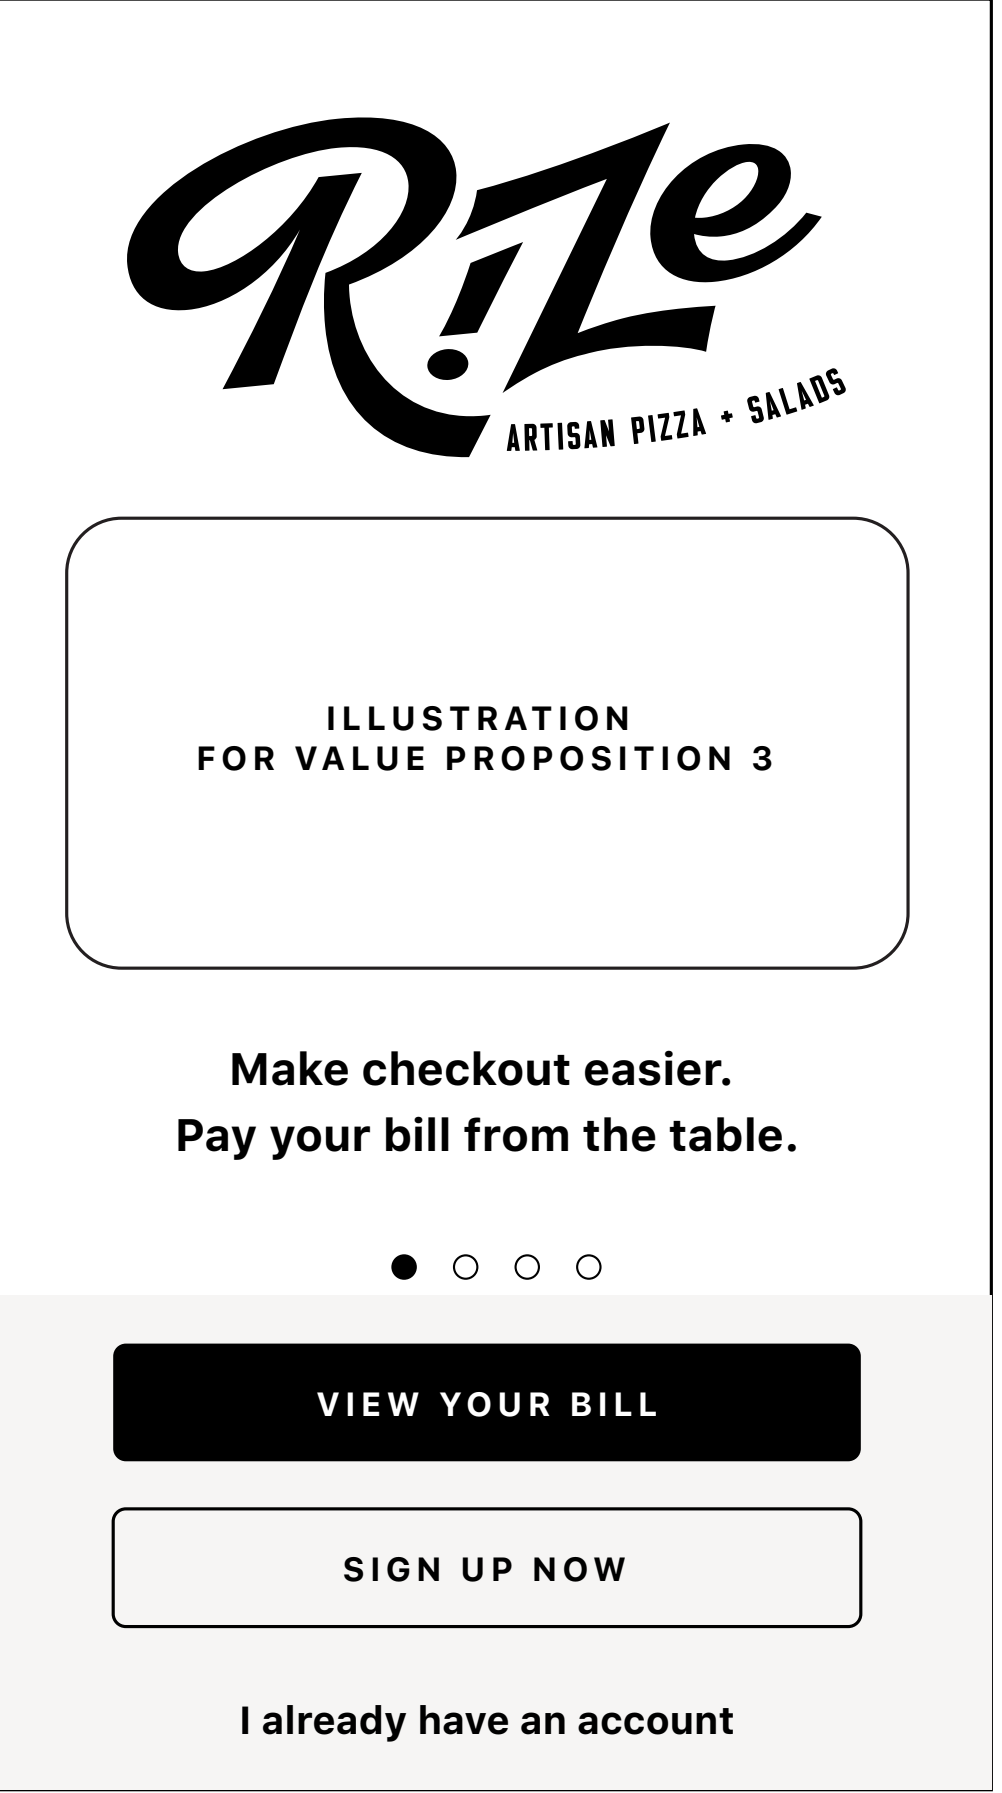 Rize
ARTISAN PIZZA + SALADS
ILLUSTRATION
FOR VALUE PROPOSITION 3
Make checkout easier.
Pay your bill from the table.
VIEW YOUR BILL
SIGN UP NOW
I already have an account